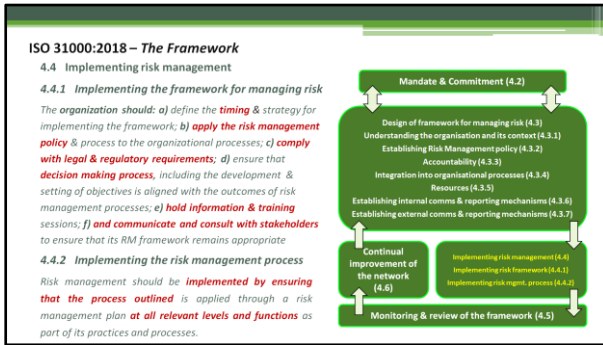 ISO 31000:2018 – The Framework
4.4 Implementing risk management
4.4.1 Implementing the framework for managing risk
The organization should: a) define the timing & strategy for
implementing the framework; b) apply the risk management
policy & process to the organizational processes; c) comply
with legal & regulatory requirements; d) ensure that
decision making process, including the development &
setting of objectives is aligned with the outcomes of risk
management processes; e) hold information & training
sessions; f) and communicate and consult with stakeholders
to ensure that its RM framework remains appropriate
4.4.2 Implementing the risk management process
Risk management should be implemented by ensuring
that the process outlined is applied through a risk
management plan at all relevant levels and functions as
part of its practices and processes.
Mandate & Commitment (4.2)
Design of framework for managing risk (4.3)
Understanding the organisation and its context (4.3.1)
Establishing Risk Management policy (4.3.2)
Accountability (4.3.3)
Integration into organisational processes (4.3.4)
Resources (4.3.5)
Establishing internal comms & reporting mechanisms (4.3.6)
Establishing external comms & reporting mechanisms (4.3.7)
Continual
improvement of
the network
(4.6)
Implementing risk management (4.4)
Implementing risk framework(4.4.1)
Implementing risk mgmt. process (4.4.2)
Monitoring & review of the framework (4.5)